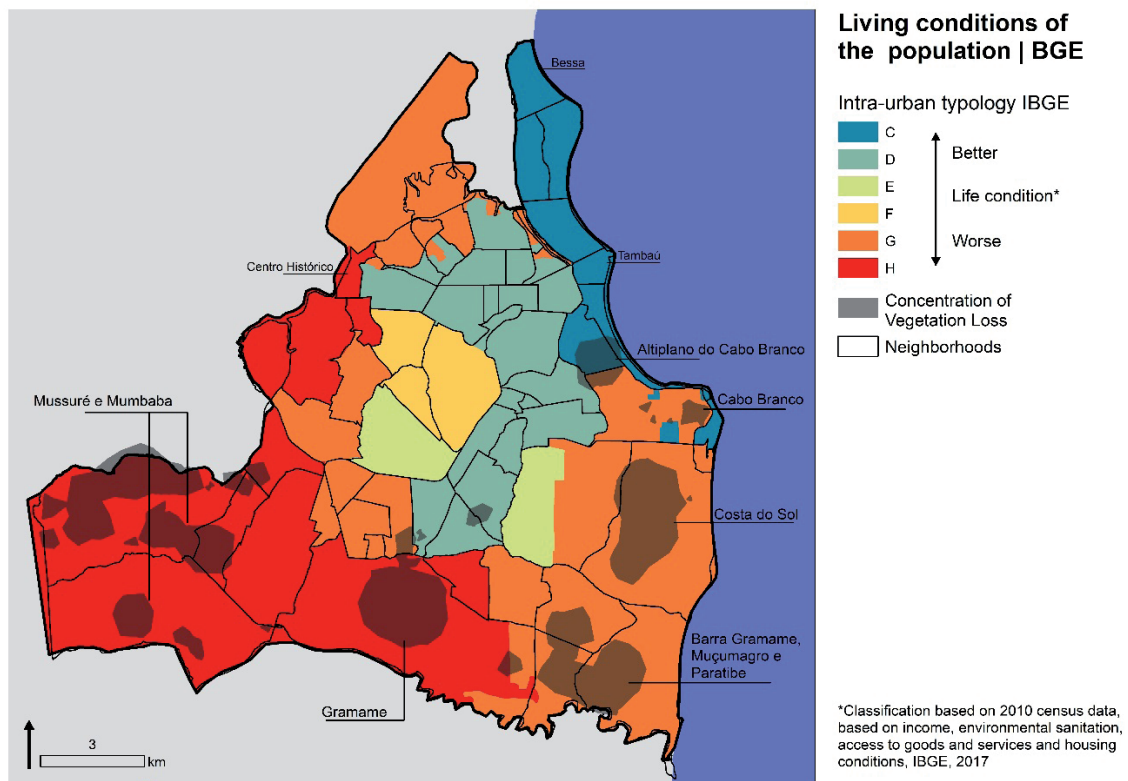 Living conditions of
the population | BGE
Intra-urban typology IBGE
C
D
E
F
G
H
Better
Life condition*
Worse
Concentration of
Vegetation Loss
Neighborhoods
Bessa
Tambaú
Centro Histórico
Altiplano do Cabo Branco
Cabo Branco
Mussuré e Mumbaba
Costa do Sol
Barra Gramame,
Muçumagro e
Paratibe
Gramame
3
km
*Classification based on 2010 census data,
based on income, environmental sanitation,
access to goods and services and housing
conditions, IBGE, 2017